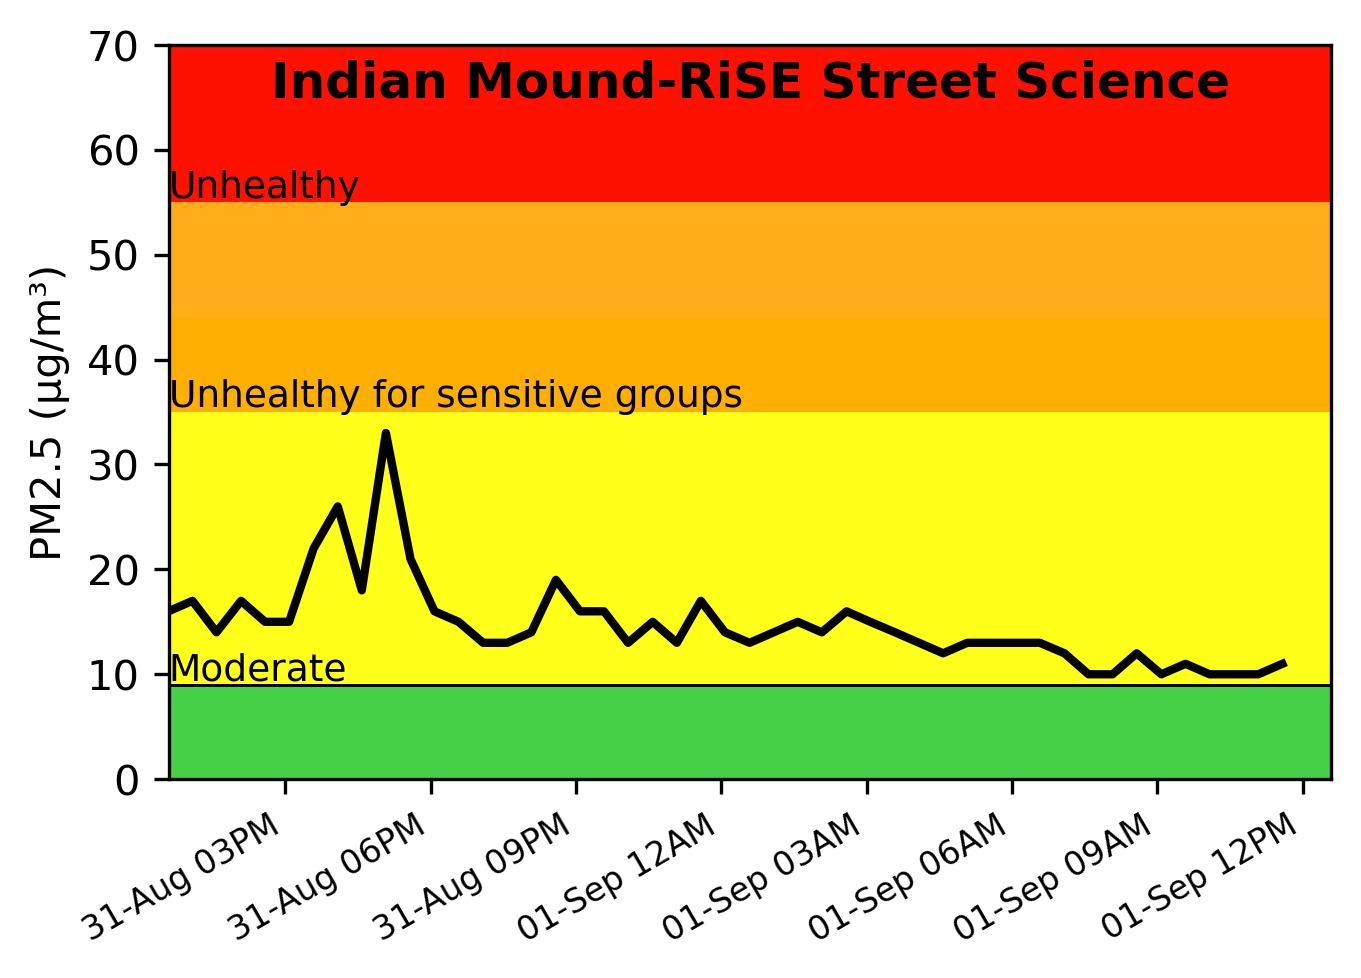 Indian Mound-RiSE Street Science
70
60
50
40
30
20
10
0
PM2.5 (μg/m³)
Unhealthy
Unhealthy for sensitive groups
Moderate
31-Aug 03PM
31-Aug 06PM
31-Aug 09PM
01-Sep 12AM
01-Sep 03AM
01-Sep 06AM
01-Sep 09AM
01-Sep 12PM